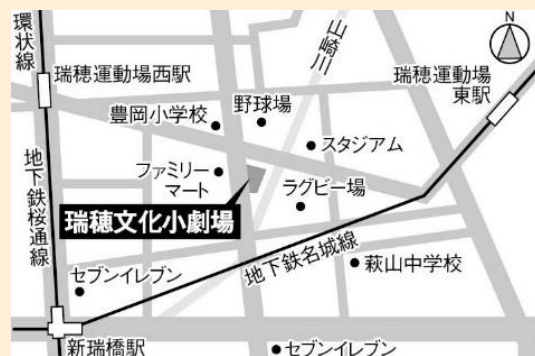 N
環状線
山崎川
瑞穂運動場西駅
瑞穂運動場
東駅
豊岡小学校
野球場
スタジアム
ファミリー
マート
ラグビー場
瑞穂文化小劇場
地下鉄桜通線
地下鉄名城線
萩山中学校
セブンイレブン
新瑞橋駅
セブンイレブン